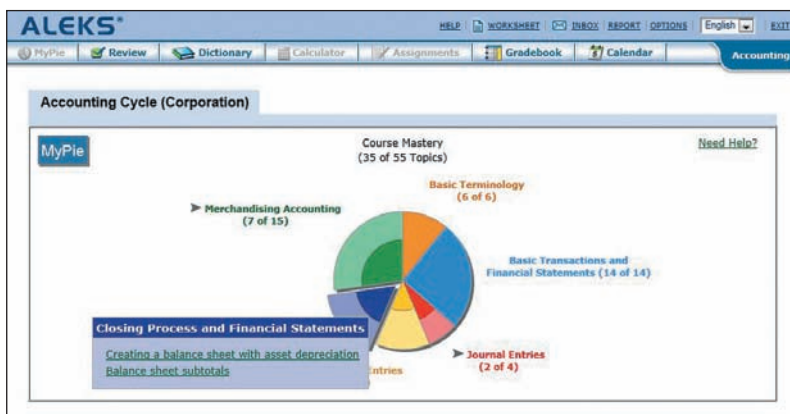 ALEKS®
HELP WORKSHEET INBOX REPORT OPTIONS English EXIT
MyPie Review Dictionary Calculator Assignments Gradebook Calendar Accounting
Accounting Cycle (Corporation)
MyPie
Course Mastery
(35 of 55 Topics)
Need Help?
Basic Terminology
(6 of 6)
Merchandising Accounting
(7 of 15)
Basic Transactions and
Financial Statements (14 of 14)
Closing Process and Financial Statements
Creating a balance sheet with asset depreciation
Balance sheet subtotals
Entries
Journal Entries
(2 of 4)